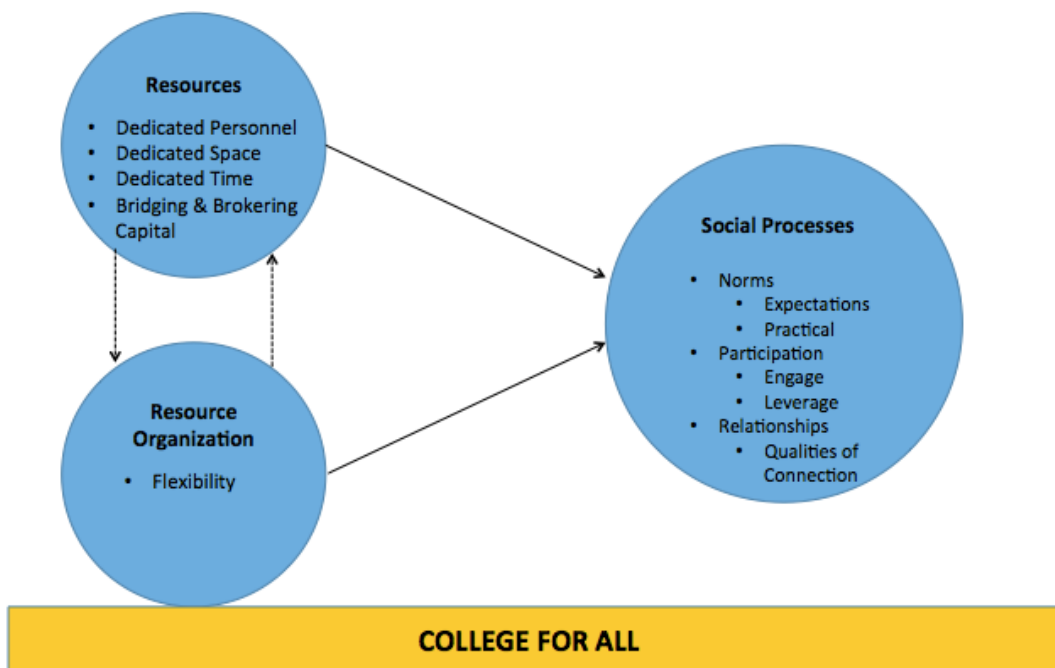 Resources
• Dedicated Personnel
• Dedicated Space
• Dedicated Time
• Bridging & Brokering
Capital
Resource
Organization
• Flexibility
Social Processes
• Norms
• Expectations
• Practical
• Participation
• Engage
• Leverage
• Relationships
• Qualities of
Connection
COLLEGE FOR ALL